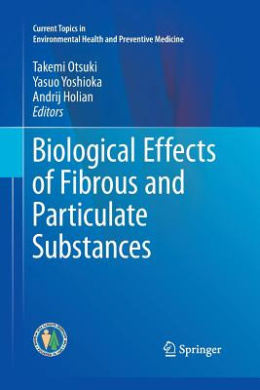 Current Topics in
Environmental Health and Preventive Medicine
Takemi Otsuki
Yasuo Yoshioka
Andrij Holian
Editors
Biological Effects
of Fibrous and
Particulate
Substances
Springer